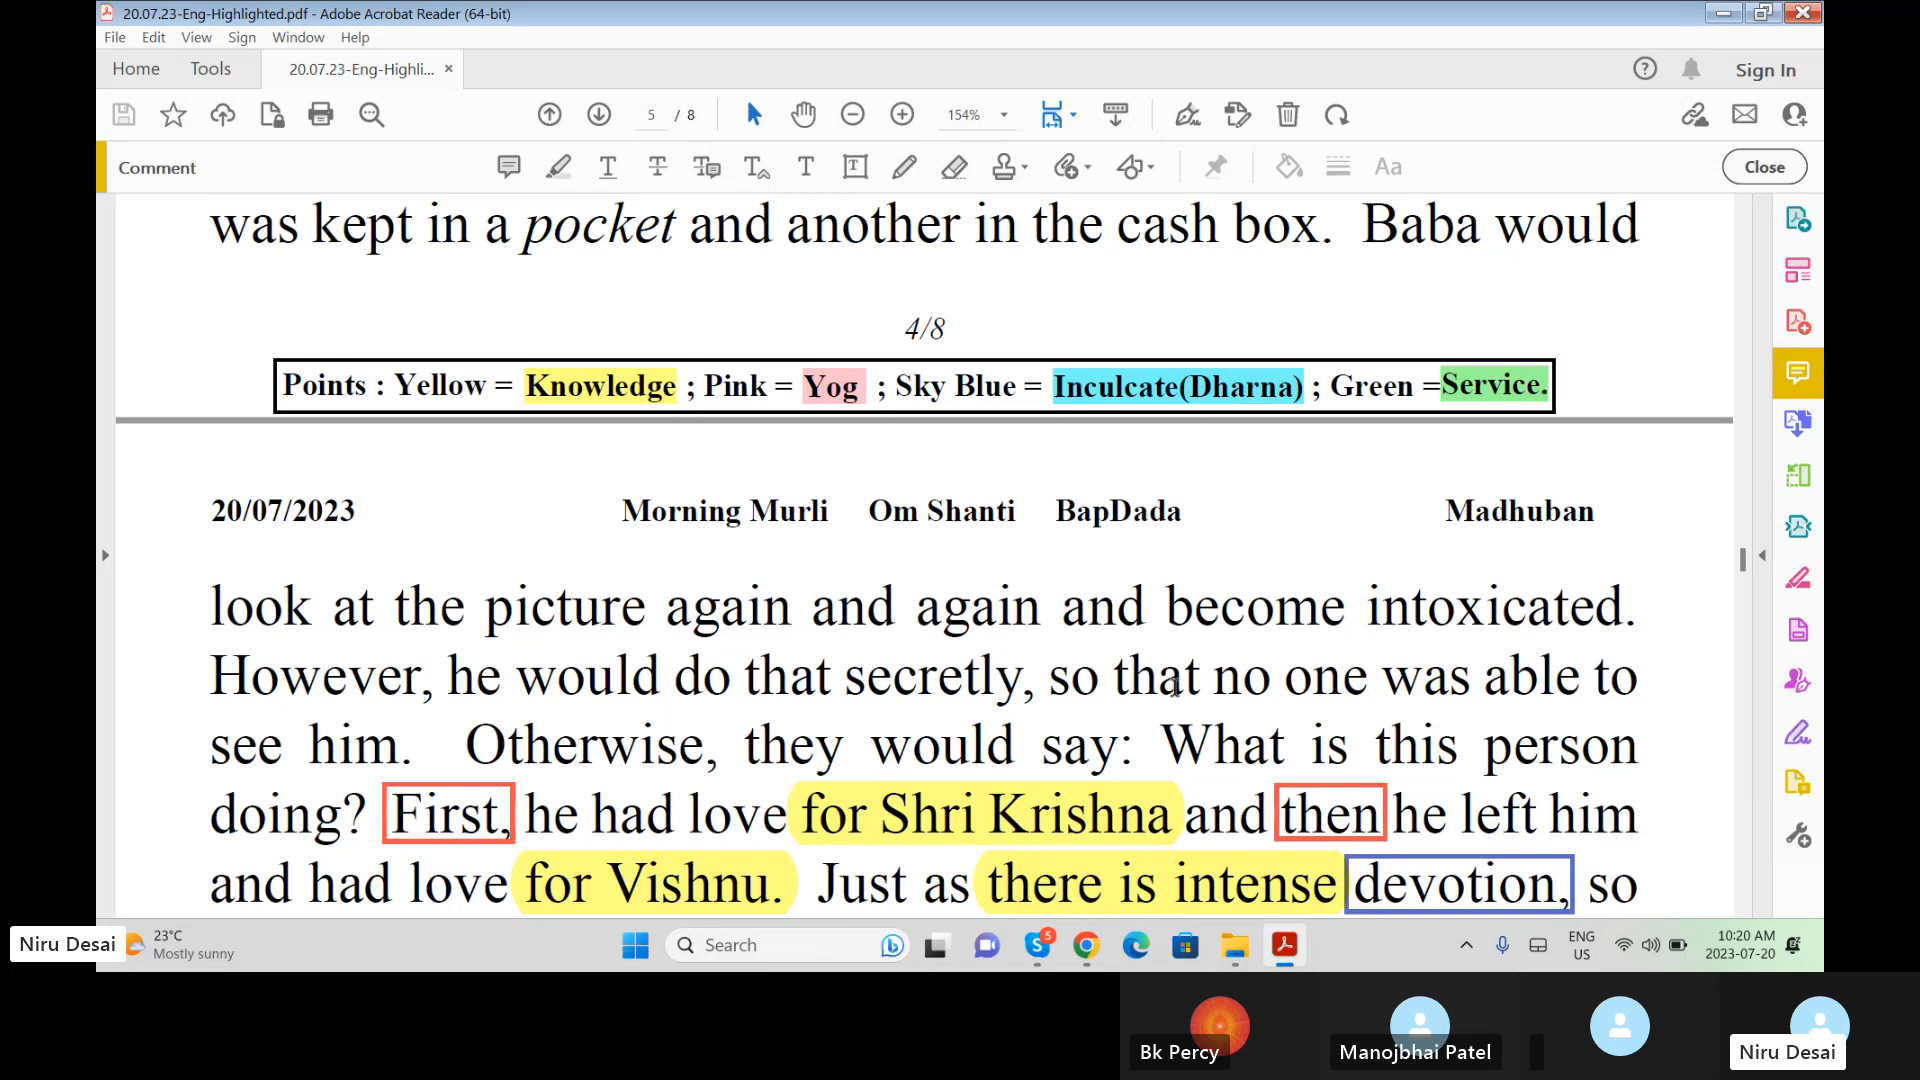 20.07.23-Eng-Highlighted.pdf - Adobe Acrobat Reader (64-bit)
File Edit View Sign Window Help
Home Tools 20.07.23-Eng-Highli... × Sign In
5 / 8 154%
Comment Close
was kept in a pocket and another in the cash box. Baba would
4/8
Points : Yellow = Knowledge ; Pink = Yog ; Sky Blue = Inculcate(Dharna) ; Green =Service.
20/07/2023 Morning Murli Om Shanti BapDada Madhuban
look at the picture again and again and become intoxicated.
However, he would do that secretly, so that no one was able to
see him. Otherwise, they would say: What is this person
doing? First, he had love for Shri Krishna and then he left him
and had love for Vishnu. Just as there is intense devotion, so
Niru Desai
23°C
Mostly sunny
Search
5
ENG
US
10:20 AM
2023-07-20
Bk Percy Manojbhai Patel Niru Desai